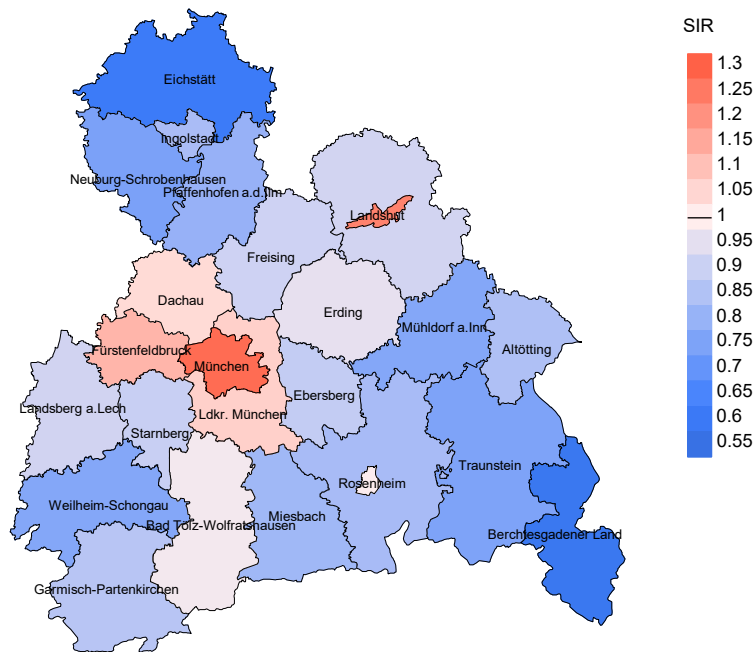 SIR
1.3
1.25
1.2
1.15
1.1
1.05
1
0.95
0.9
0.85
0.8
0.75
0.7
0.65
0.6
0.55
Eichstätt
Ingolstadt
Neuburg-Schrobenhausen
Pfaffenhofen a.d.Ilm
Landshut
Freising
Dachau
Erding
Mühldorf a.Inn
Altötting
Fürstenfeldbruck
München
Ebersberg
Landsberg a.Lech
Ldkr. München
Starnberg
Traunstein
Rosenheim
Weilheim-Schongau
Miesbach
Bad Tölz-Wolfratshausen
Berchtesgadener Land
Garmisch-Partenkirchen